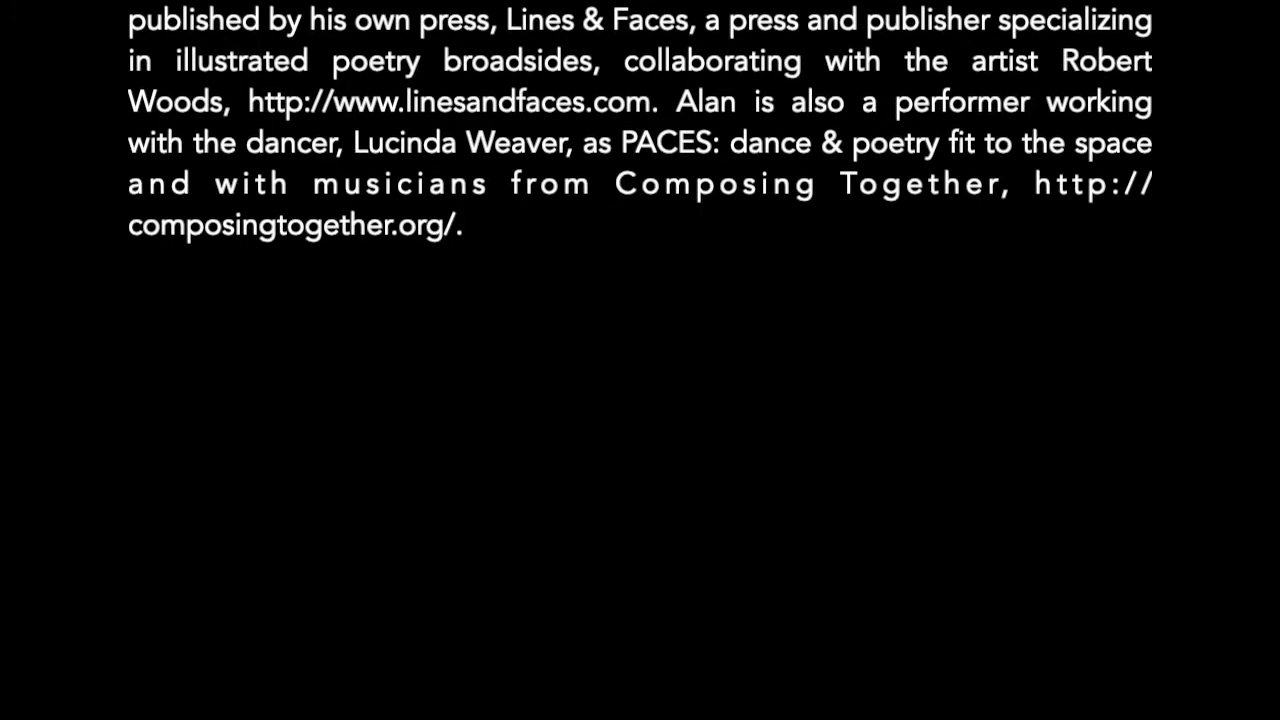 published by his own press, Lines & Faces, a press and publisher specializing
in illustrated poetry broadsides, collaborating with the artist Robert
Woods, http://www.linesandfaces.com. Alan is also a performer working
with the dancer, Lucinda Weaver, as PACES: dance & poetry fit to the space
and with musicians from Composing Together, http://
composingtogether.org/.